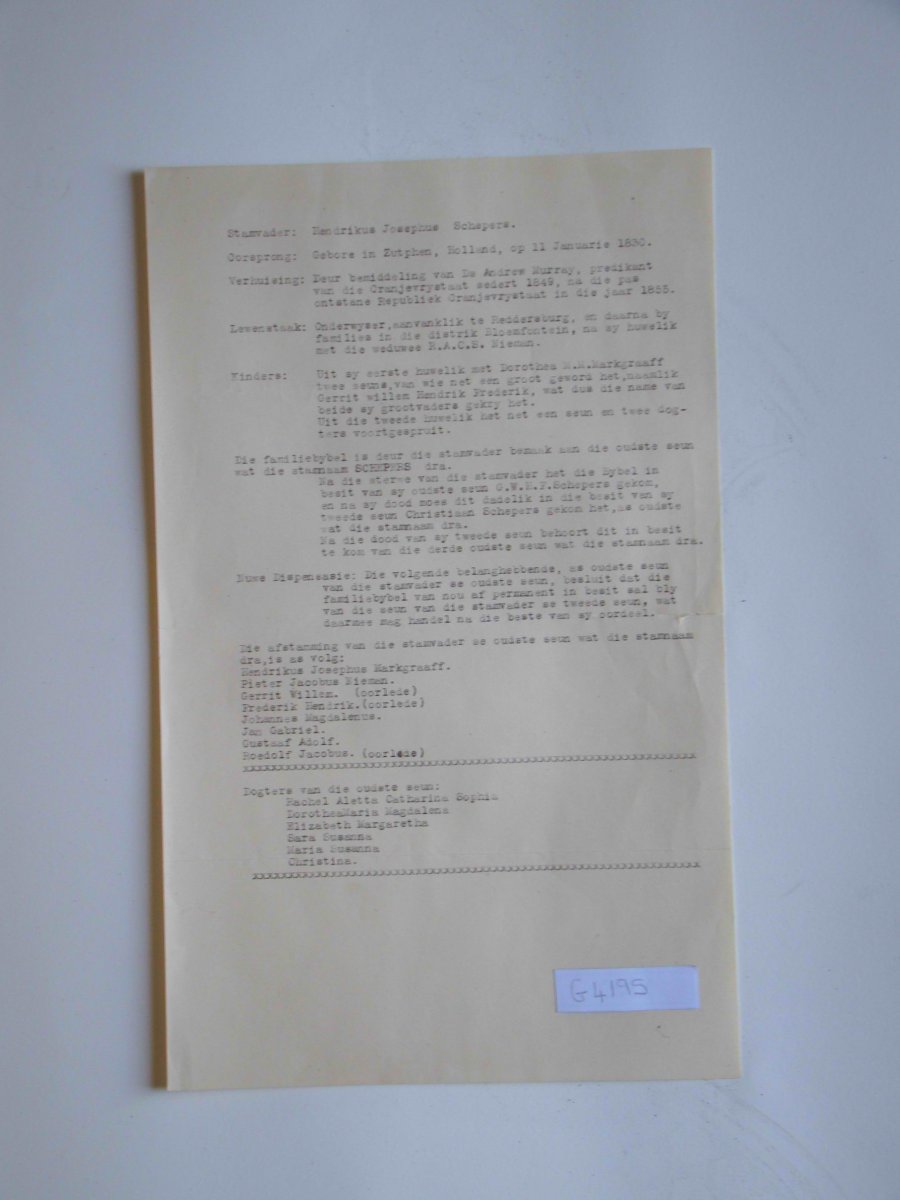 Stamvader: Hendrikus Josephus Schepers.
Oorsprong: Gebore in Zutphen, Holland, op 11 Januarie 1830.
Verhuising: Deur bemiddeling van Ds Andrew Murray, predikant
van die Oranjevrystaat sedert 1849, na die pas
ontstane Republiek Oranjevrystaat in die jaar 1855.
Lewenstaak: Onderwyser,aanvanklik te Reddersburg, en daarna by
families in die distrik Bloemfontein, na sy huwelik
met die weduwee R.A.C.S. Nieman.
Kinders: Uit sy eerste huwelik met Dorothea M.M.Markgraaff
twee seuns,van wie net een groot geword het,naamlik
Gerrit willem Hendrik Frederik, wat dus die name van
beide sy grootvaders gekry het.
Uit die tweede huwelik het net een seun en twee dog-
ters voortgespruit.
Die familiebybel is deur die stamvader bemaak aan die oudste seun
wat die stamnaam SCHEPERS dra.
Na die sterwe van die stamvader het die Bybel in
besit van sy oudste seun G.W.H.F.Schepers gekom,
en na sy dood moes dit dadelik in die besit van sy
tweede seun Christiaan Schepers gekom het,as oudste
wat die stamnaam dra.
Na die dood van sy tweede seun behoort dit in besit
te kom van die derde oudste seun wat die stamnaam dra.
Nuwe Dispensasie: Die volgende belanghebbende, as oudste seun
van die stamvader se oudste seun, besluit dat die
familiebybel van nou af permanent in besit sal bly
van die seun van die stamvader se tweede seun, wat
daarmee mag handel na die beste van sy oordeel.
Die afstamming van die stamvader se oudste seun wat die stamnaam
dra,is as volg:
Hendrikus Josephus Markgraaff.
Pieter Jacobus Nieman.
Gerrit Willem. (oorlede)
Frederik Hendrik.(oorlede)
Johannes Magdalenus.
Jan Gabriel.
Gustaaf Adolf.
Roedolf Jacobus. (oorlede)
xxxxxxxxxxxxxxxxxxxxxxxxxxxxxxxxxxxxxxxxxxxxxxxxxxxxxxxxxxxxxxx
Dogters van die oudste seun:
Rachel Aletta Catharina Sophia
DorotheaMaria Magdalena
Elizabeth Margaretha
Sara Susanna
Maria Susanna
Christina.
xxxxxxxxxxxxxxxxxxxxxxxxxxxxxxxxxxxxxxxxxxxxxxxxxxxxxxxxxxxxxx
G4195